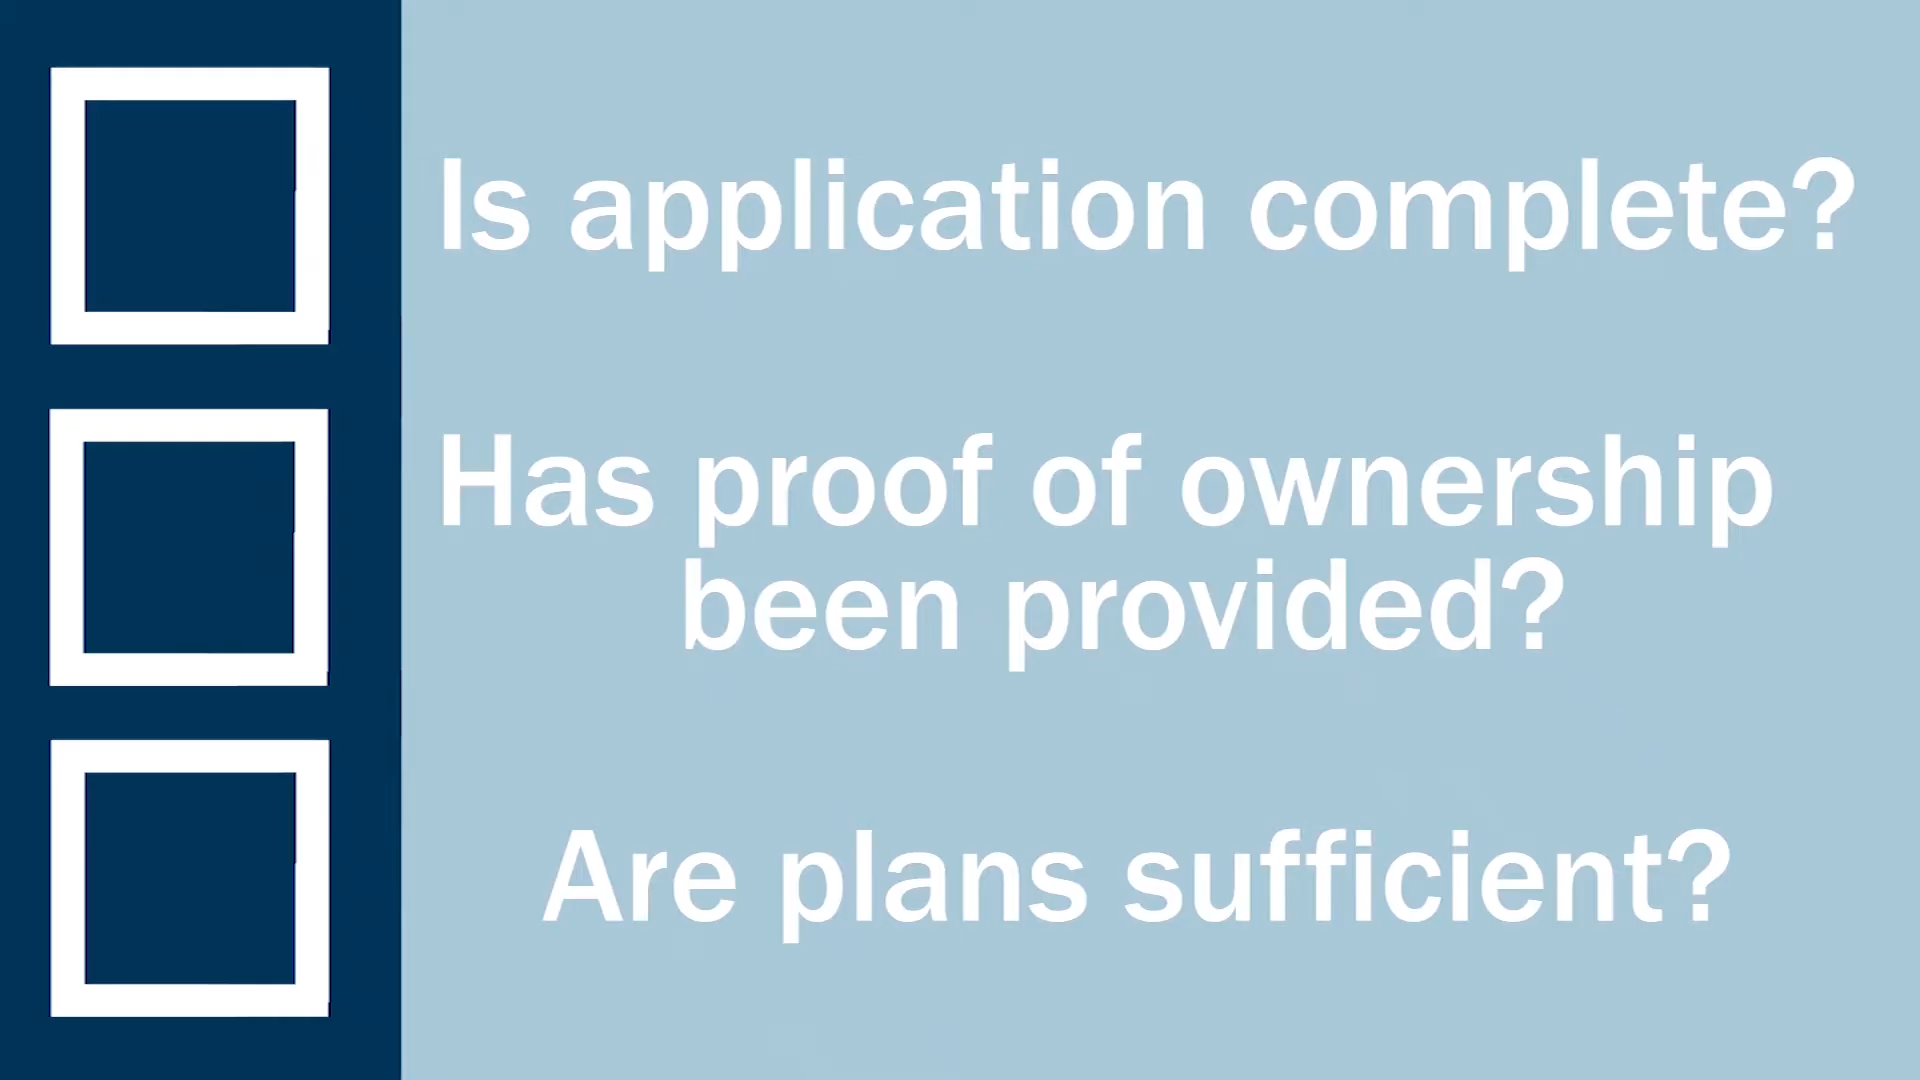 Is application complete?
Has proof of ownership
been provided?
Are plans sufficient?